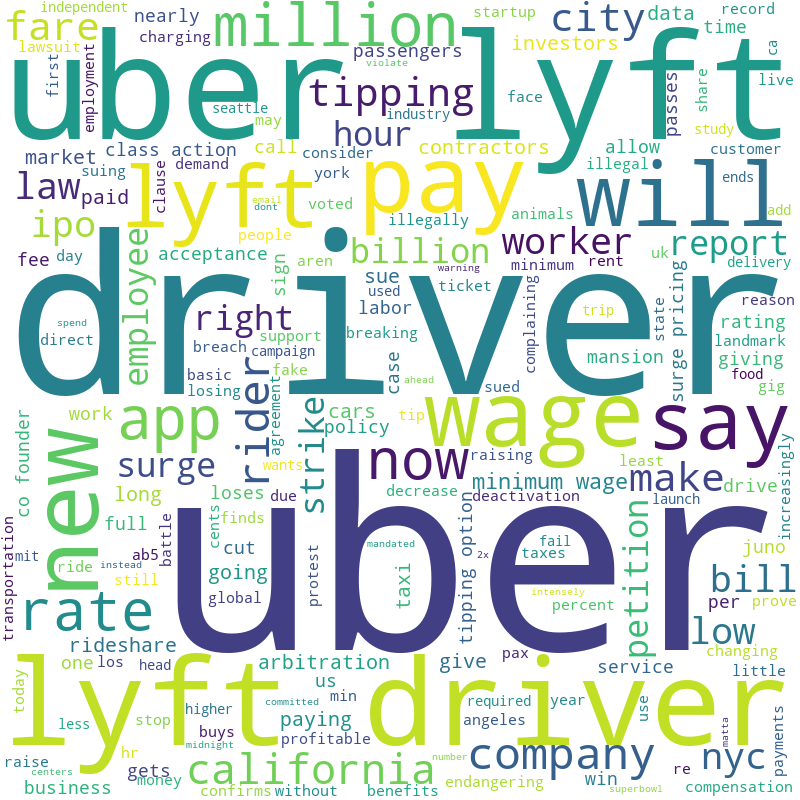 independent
fare
lawsuit
nearly
charging
million
startup
city
data
record
time
ca
investors
passengers
uber lyft
violate
first
employment
seattle
may
tipping
industry
face
passes
share
live
study
hour
market
class action
call
consider
contractors
allow
customer
suing
demand
clause
york
illegal
ends
law
paid
lyft
email
dont
pay
will
voted
illegally
animals
add
ipo
people
billion
worker
report
fee
day
acceptance
aren
sign
minimum
rent
uk
delivery
warning
employee
driver
sue
used
ticket
labor
complaining
trip
state
surge pricing
reason
rating
landmark
spend
direct
right
support
breaking
breach
campaign
mansion
giving
food
gig
basic
fake
case
losing
ahead
sued
co founder
work
app
rider
agreement
strike
cars
policy
tip
wage
say
new
surge
wants
now
raising
least
make
increasingly
long
loses
due
decrease
minimum wage
deactivation
launch
drive
full
cents
finds
transportation
mit
ab5
battle
cut
protest
mandated
tipping option
2x
fail
taxes
petition
juno
ride
instead
still
going
taxi
uber
intensely
percent
bill
per
prove
global
rate
low
rideshare
changing
one
los
head
arbitration
give
pax
service
little
us
today
min
committed
required
year
use
lyft driver
less
stop
higher
midnight
buys
paying
profitable
angeles
company
nyc
matta
payments
raise
hr
gets
money
california
number
win
re
centers
business
confirms
without
benefits
endangering
superbowl
compensation